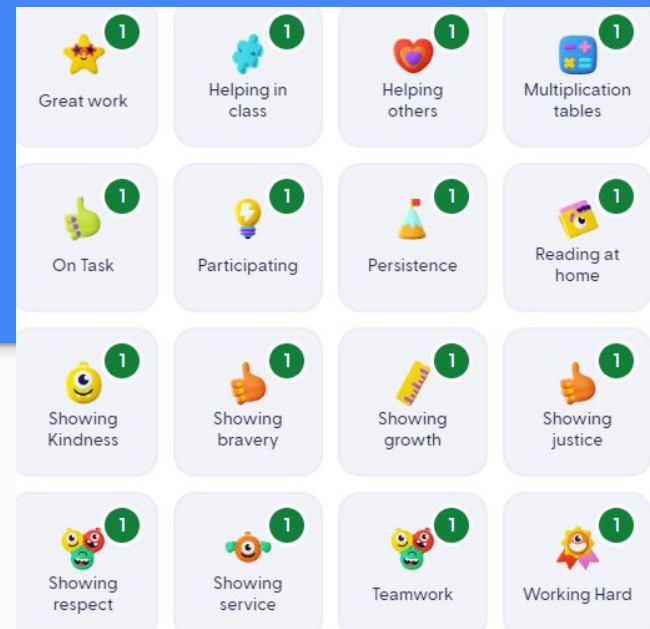 1
1
1
1
Great work
Helping in
class
Helping
others
Multiplication
tables
1
1
1
1
On Task
Participating
Persistence
Reading at
home
1
1
1
1
Showing
Kindness
Showing
bravery
Showing
growth
Showing
justice
1
1
1
1
Showing
respect
Showing
service
Teamwork
Working Hard